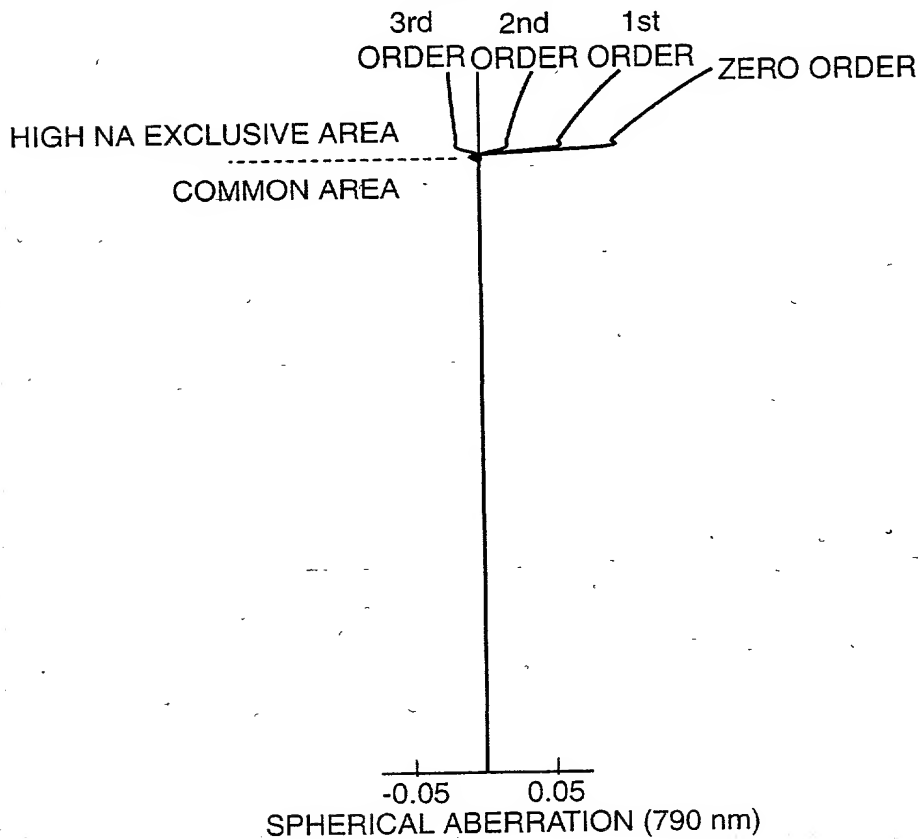 3rd 2nd 1st
ORDER ORDER ORDER ZERO ORDER
HIGH NA EXCLUSIVE AREA
COMMON AREA
-0.05 0.05
SPHERICAL ABERRATION (790 nm)